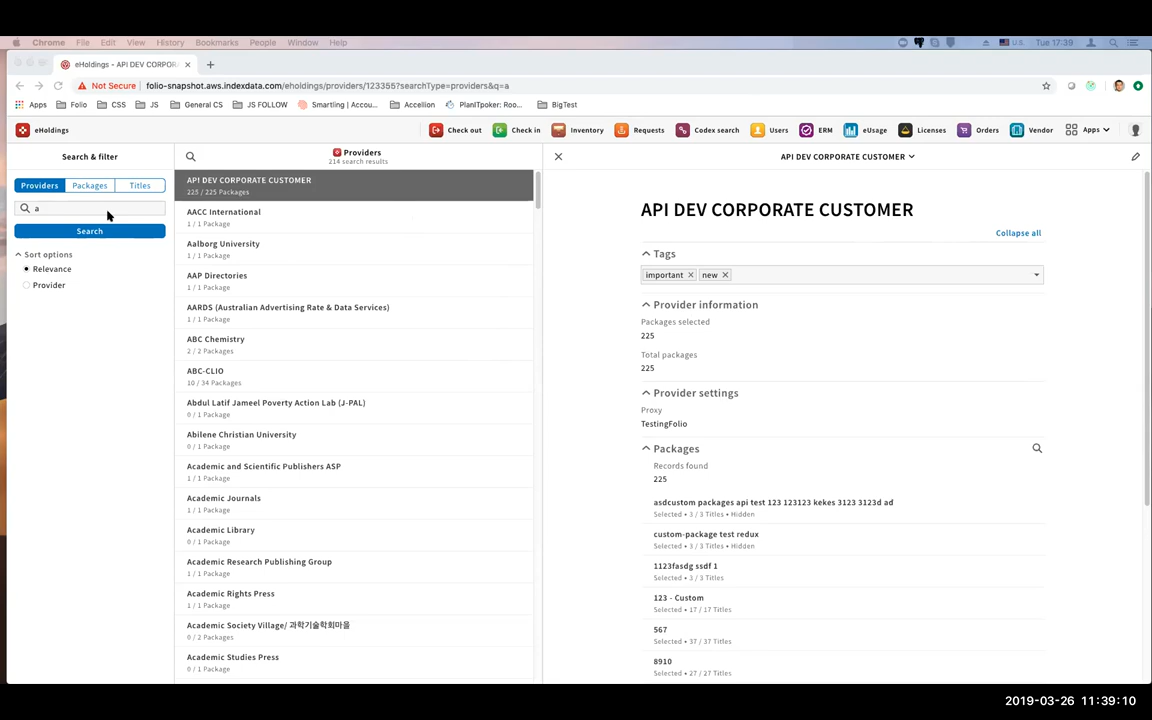 Chrome File Edit View History Bookmarks People Window Help U.S. Tue 17:39
eHoldings - API DEV CORPORA
Not Secure folio-snapshot.aws.indexdata.com/eholdings/providers/123355?searchType=providers&q=a
Apps Folio CSS JS General CS JS FOLLOW Smarting | Accou... Accelion PlantTpoker: Roo... BigTest
eHoldings Check out Check in Inventory Requests Codex search Users ERM eUsage Licenses Orders Vendor Apps
Search & filter
Providers Packages Titles
a
Search
Sort options
Relevance
Provider
Providers
214 search results
API DEV CORPORATE CUSTOMER
225 / 225 Packages
AACC International
1 / 1 Package
Aalborg University
1 / 1 Package
AAP Directories
1 / 1 Package
AARDS (Australian Advertising Rate & Data Services)
1 / 1 Package
ABC Chemistry
2 / 2 Packages
ABC-CLIO
10 / 34 Packages
Abdul Latif Jameel Poverty Action Lab (J-PAL)
0 / 1 Package
Abilene Christian University
0 / 1 Package
Academic and Scientific Publishers ASP
1 / 1 Package
Academic Journals
1 / 1 Package
Academic Library
0 / 1 Package
Academic Research Publishing Group
1 / 1 Package
Academic Rights Press
1 / 1 Package
Academic Society Village/ 과학기술학회마을
0 / 2 Packages
Academic Studies Press
0 / 1 Package
API DEV CORPORATE CUSTOMER
API DEV CORPORATE CUSTOMER
Collapse all
Tags
important new
Provider information
Packages selected
225
Total packages
225
Provider settings
Proxy
TestingFolio
Packages
Records found
225
asdcustom packages api test 123 123123 kekes 3123 3123d ad
Selected • 3 / 3 Titles • Hidden
custom-package test redux
Selected • 3 / 3 Titles • Hidden
1123fasdg ssdf 1
Selected • 3 / 3 Titles
123 - Custom
Selected • 17 / 17 Titles
567
Selected • 37 / 37 Titles
8910
Selected • 27 / 27 Titles
2019-03-26 11:39:10